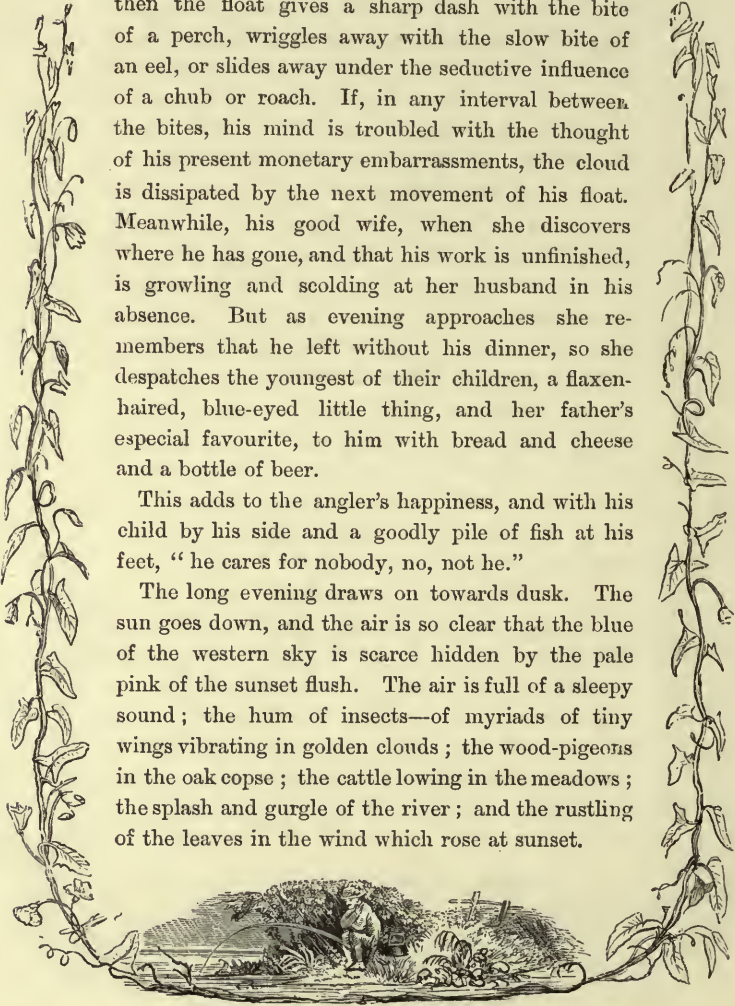 then the float gives a sharp dash with the bite
of a perch, wriggles away with the slow bite of
an eel, or slides away under the seductive influence
of a chub or roach. If, in any interval between
the bites, his mind is troubled with the thought
of his present monetary embarrassments, the cloud
is dissipated by the next movement of his float.
Meanwhile, his good wife, when she discovers
where he has gone, and that his work is unfinished,
is growling and scolding at her husband in his
absence. But as evening approaches she re-
members that he left without his dinner, so she
despatches the youngest of their children, a flaxen-
haired, blue-eyed little thing, and her father's
especial favourite, to him with bread and cheese
and a bottle of beer.
This adds to the angler's happiness, and with his
child by his side and a goodly pile of fish at his
feet, “ he cares for nobody, no, not he.”
The long evening draws on towards dusk. The
sun goes down, and the air is so clear that the blue
of the western sky is scarce hidden by the pale
pink of the sunset flush. The air is full of a sleepy
sound ; the hum of insects—of myriads of tiny
wings vibrating in golden clouds ; the wood-pigeons
in the oak copse ; the cattle lowing in the meadows ;
the splash and gurgle of the river ; and the rustling
of the leaves in the wind which rose at sunset.